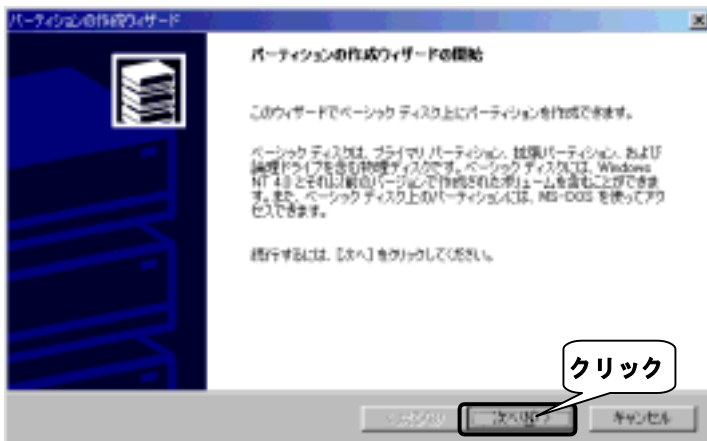 パーティションの作成ウィザード
パーティションの作成ウィザードの開始
このウィザードでベーシック ディスク上にパーティションを作成できます。
ベーシック ディスクは、プライマリ パーティション、拡張パーティション、および
論理ドライブを含む物理ディスクです。ベーシック ディスクには、Windows
NT 4.0 とそれ以前のバージョンで作成されたボリュームを含むことができま
す。また、ベーシック ディスク上のパーティションには、MS-DOS を使ってアク
セスできます。
続行するには、[次へ] をクリックしてください。
クリック
< 戻る(B)
次へ(N) >
キャンセル